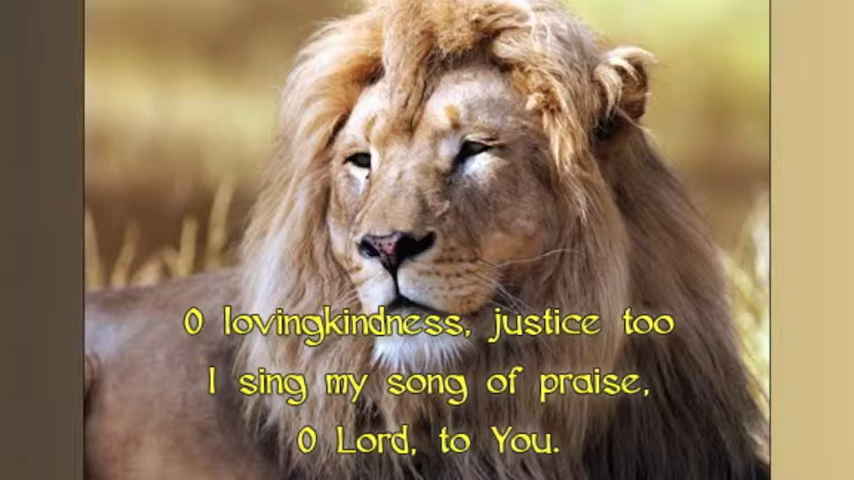 O lovingkindness, justice too
I sing my song of praise,
O Lord, to You.